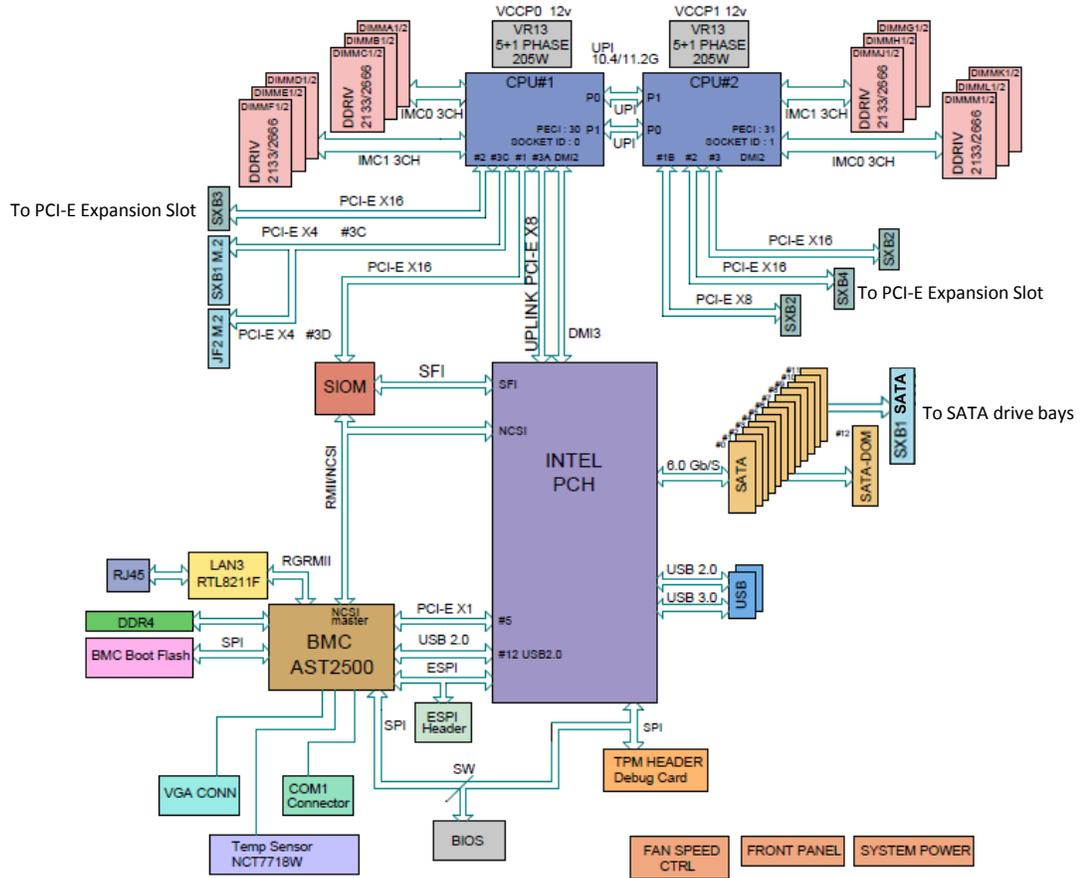 VCCP0 12v
VR13
5+1 PHASE
205W
VCCP1 12v
VR13
5+1 PHASE
205W
UPI
10.4/11.2G
DIMMA1/2
DIMMB1/2
DIMMC1/2
DDRIV
2133/2666
DIMMD1/2
DIMME1/2
DIMMF1/2
DDRIV
2133/2666
IMC0 3CH
IMC1 3CH
CPU#1
P0
PECI : 30 P1
SOCKET ID : 0
#2 #3C #1 #3A DMI2
UPI
UPI
CPU#2
P1
P0
PECI : 31
SOCKET ID : 1
#1B #2 #3 DMI2
IMC1 3CH
IMC0 3CH
DIMMG1/2
DIMMH1/2
DIMMJ1/2
DDRIV
2133/2666
DIMMK1/2
DIMML1/2
DIMMM1/2
DDRIV
2133/2666
To PCI-E Expansion Slot
SXB3
PCI-E X16
SXB1 M.2
PCI-E X4 #3C
PCI-E X16
JF2 M.2
PCI-E X4 #3D
UPLINK PCI-E X8
DMI3
PCI-E X16
SXB2
PCI-E X16
SXB4
To PCI-E Expansion Slot
PCI-E X8
SXB2
SIOM
SFI
SFI
NCSI
INTEL
PCH
RMII/NCSI
6.0 Gb/S
SATA
#0
#11
#12
SATA-DOM
SXB1 SATA
To SATA drive bays
RJ45
LAN3
RTL8211F
RGRMII
USB 2.0
USB 3.0
USB
DDR4
BMC Boot Flash
SPI
NCSI
master
BMC
AST2500
PCI-E X1
#5
USB 2.0
#12 USB2.0
ESPI
ESPI
Header
SPI
SPI
TPM HEADER
Debug Card
SW
BIOS
VGA CONN
COM1
Connector
Temp Sensor
NCT7718W
FAN SPEED
CTRL
FRONT PANEL
SYSTEM POWER